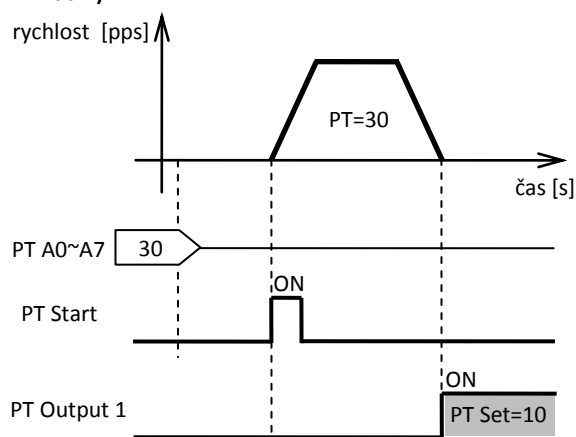 rychlost [pps]
PT=30
čas [s]
PT A0~A7 30
ON
PT Start
ON
PT Output 1 PT Set=10